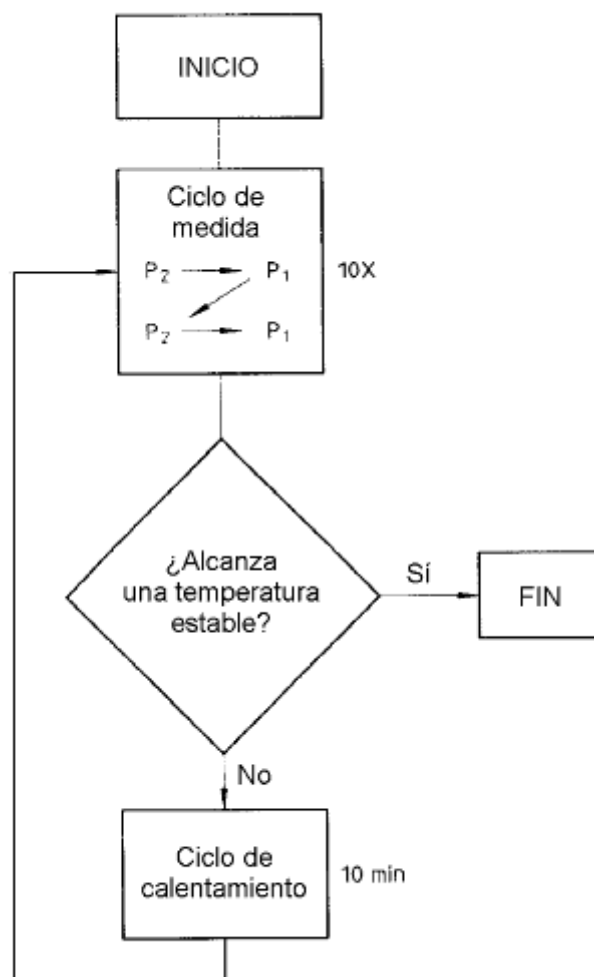 INICIO
Ciclo de
medida
P₂ → P₁
P₂ → P₁
10X
¿Alcanza
una temperatura
estable?
Sí
FIN
No
Ciclo de
calentamiento
10 min